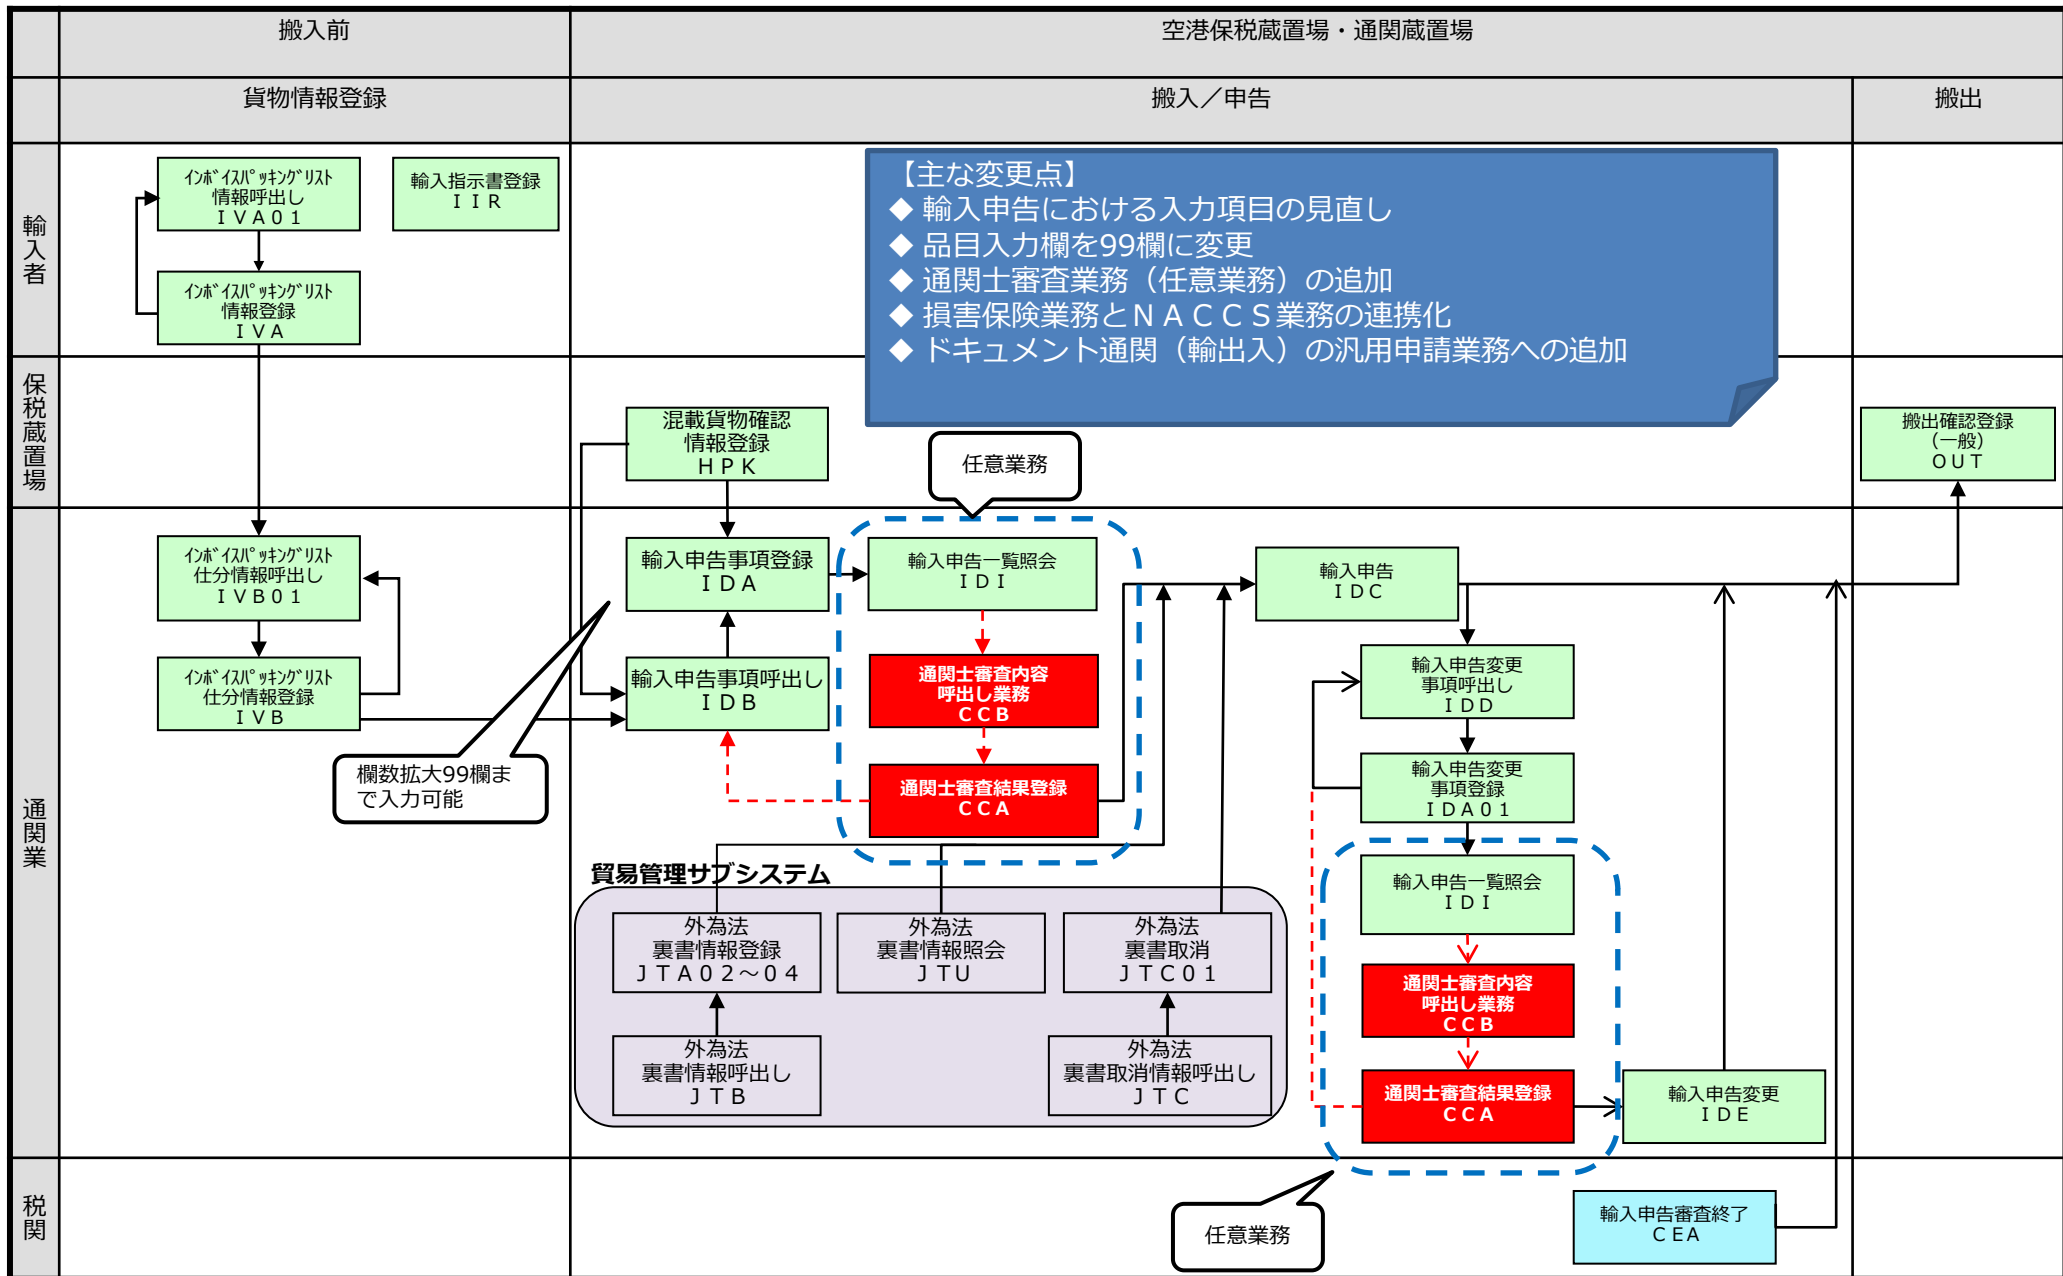 搬入前
空港保税蔵置場・通関蔵置場
貨物情報登録
搬入／申告
搬出
輸入者
ｲﾝﾎﾞｲｽﾊﾟｯｷﾝｸﾞﾘｽﾄ
情報呼出し
ＩＶＡ０１
輸入指示書登録
ＩＩＲ
ｲﾝﾎﾞｲｽﾊﾟｯｷﾝｸﾞﾘｽﾄ
情報登録
ＩＶＡ
【主な変更点】
◆ 輸入申告における入力項目の見直し
◆ 品目入力欄を99欄に変更
◆ 通関士審査業務（任意業務）の追加
◆ 損害保険業務とＮＡＣＣＳ業務の連携化
◆ ドキュメント通関（輸出入）の汎用申請業務への追加
保税蔵置場
混載貨物確認
情報登録
ＨＰＫ
任意業務
搬出確認登録
（一般）
ＯＵＴ
通関業
ｲﾝﾎﾞｲｽﾊﾟｯｷﾝｸﾞﾘｽﾄ
仕分情報呼出し
ＩＶＢ０１
ｲﾝﾎﾞｲｽﾊﾟｯｷﾝｸﾞﾘｽﾄ
仕分情報登録
ＩＶＢ
輸入申告事項登録
ＩＤＡ
輸入申告事項呼出し
ＩＤＢ
欄数拡大99欄ま
で入力可能
輸入申告一覧照会
ＩＤＩ
通関士審査内容
呼出し業務
ＣＣＢ
通関士審査結果登録
ＣＣＡ
輸入申告
ＩＤＣ
輸入申告変更
事項呼出し
ＩＤＤ
輸入申告変更
事項登録
ＩＤＡ０１
輸入申告一覧照会
ＩＤＩ
通関士審査内容
呼出し業務
ＣＣＢ
通関士審査結果登録
ＣＣＡ
輸入申告変更
ＩＤＥ
貿易管理サブシステム
外為法
裏書情報登録
ＪＴＡ０２～０４
外為法
裏書情報照会
ＪＴＵ
外為法
裏書取消
ＪＴＣ０１
外為法
裏書情報呼出し
ＪＴＢ
外為法
裏書取消情報呼出し
ＪＴＣ
税関
任意業務
輸入申告審査終了
ＣＥＡ